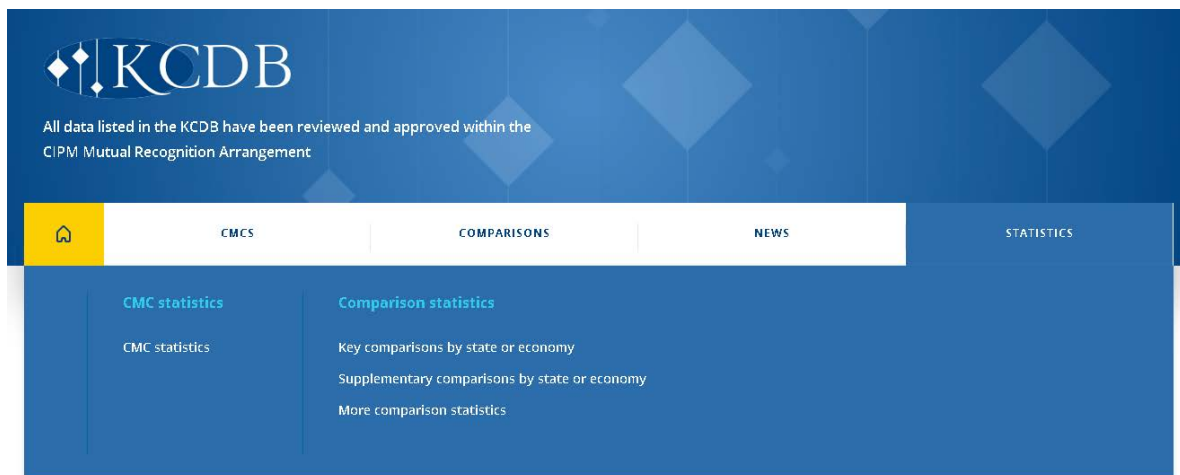 KCDB
All data listed in the KCDB have been reviewed and approved within the
CIPM Mutual Recognition Arrangement
CMCS
COMPARISONS
NEWS
STATISTICS
CMC statistics
CMC statistics
Comparison statistics
Key comparisons by state or economy
Supplementary comparisons by state or economy
More comparison statistics